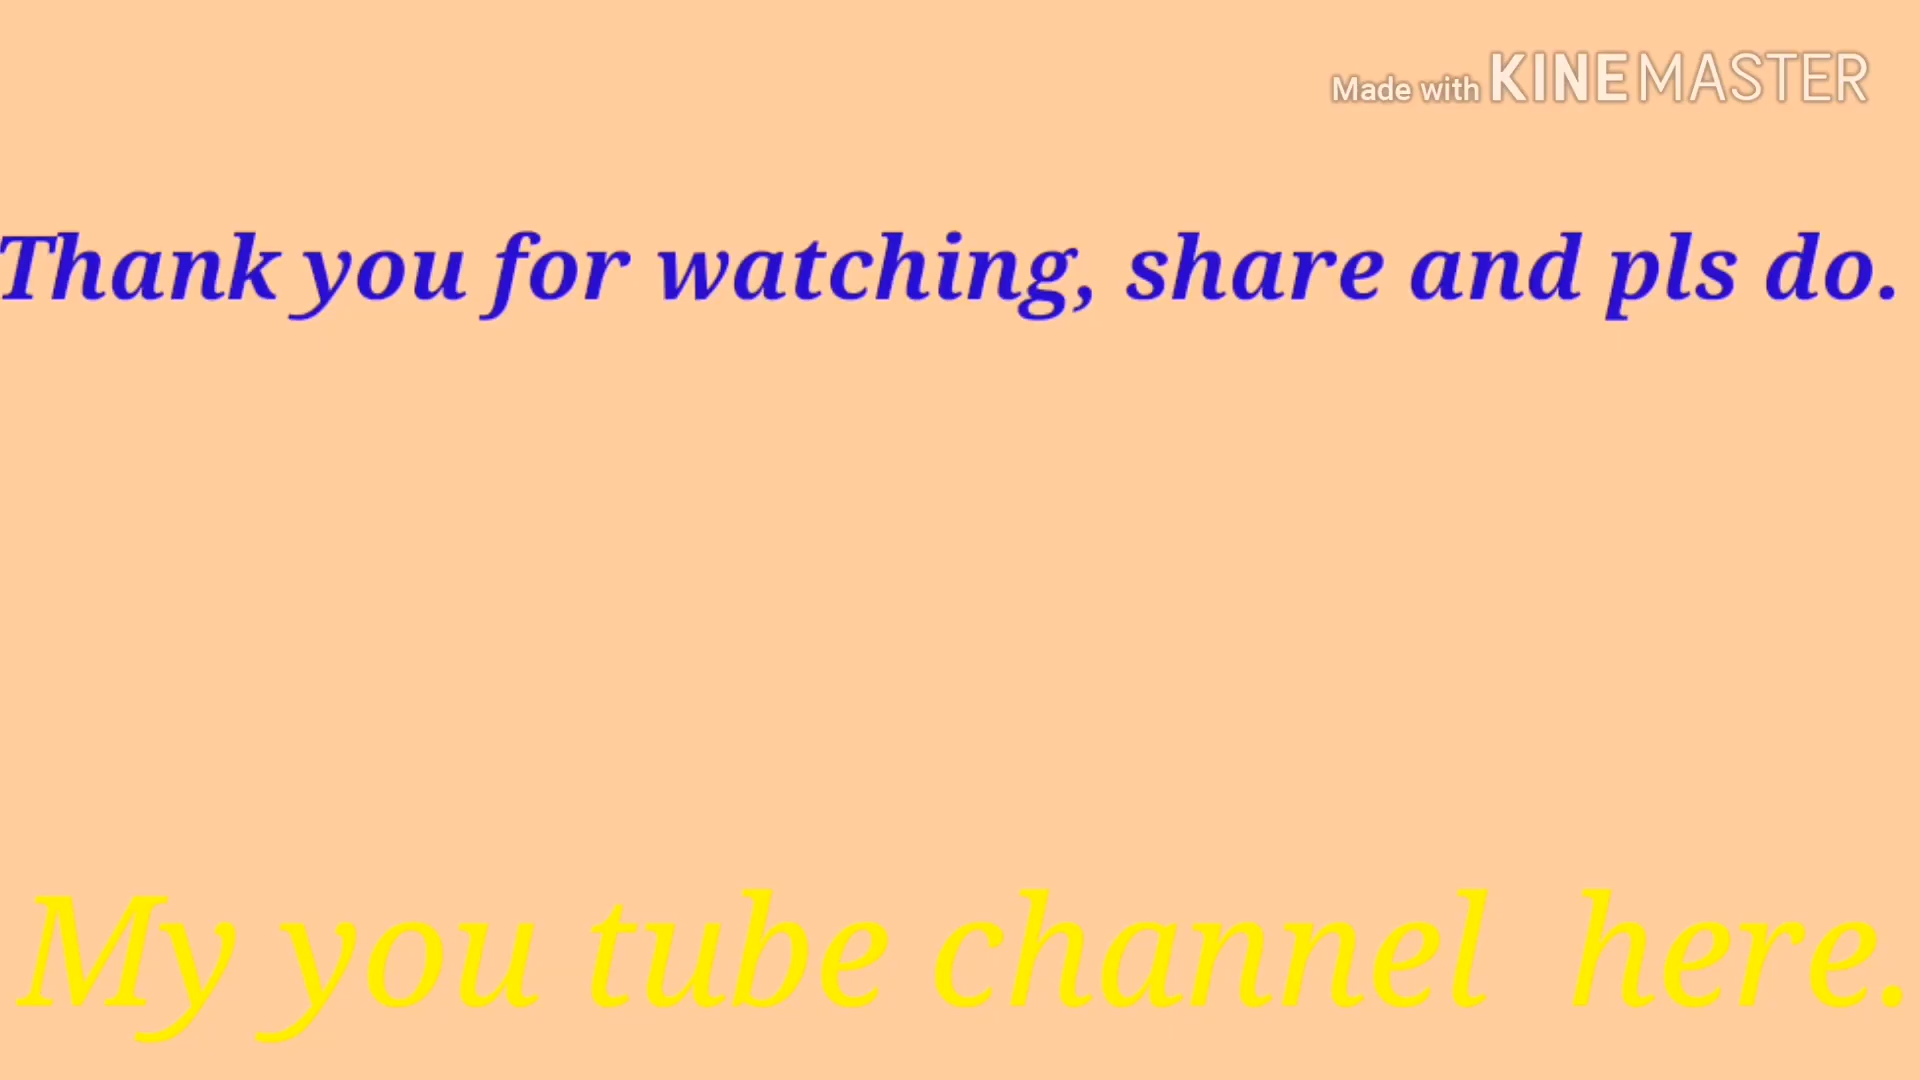 Made with KINEMASTER
Thank you for watching, share and pls do.
My you tube channel  here.